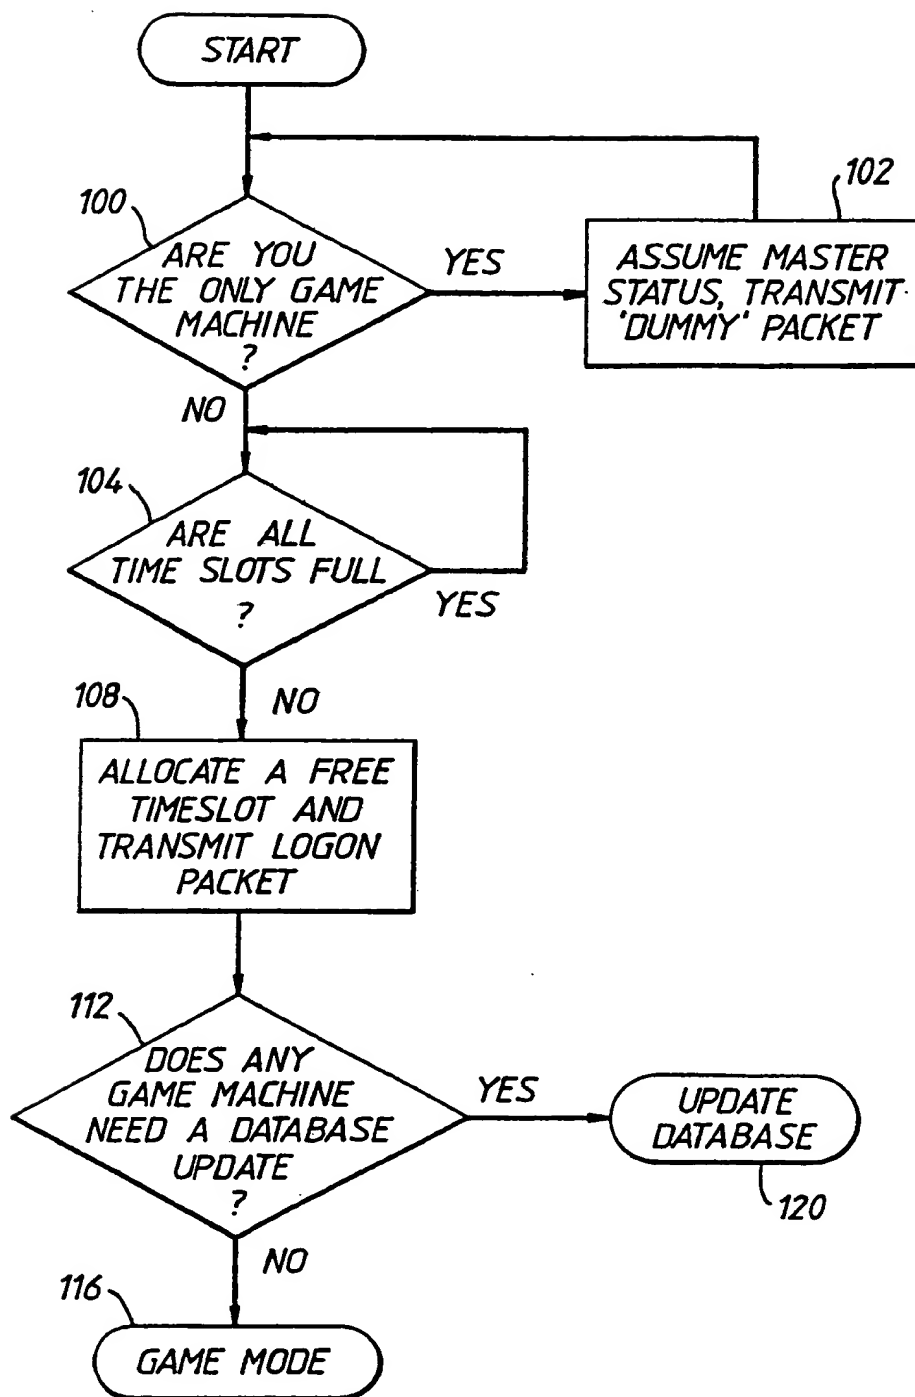 START
100
ARE YOU
THE ONLY GAME
MACHINE
?
YES
102
ASSUME MASTER
STATUS, TRANSMIT
'DUMMY' PACKET
NO
104
ARE ALL
TIME SLOTS FULL
?
YES
NO
108
ALLOCATE A FREE
TIMESLOT AND
TRANSMIT LOGON
PACKET
112
DOES ANY
GAME MACHINE
NEED A DATABASE
UPDATE
?
YES
UPDATE
DATABASE
120
NO
116
GAME MODE